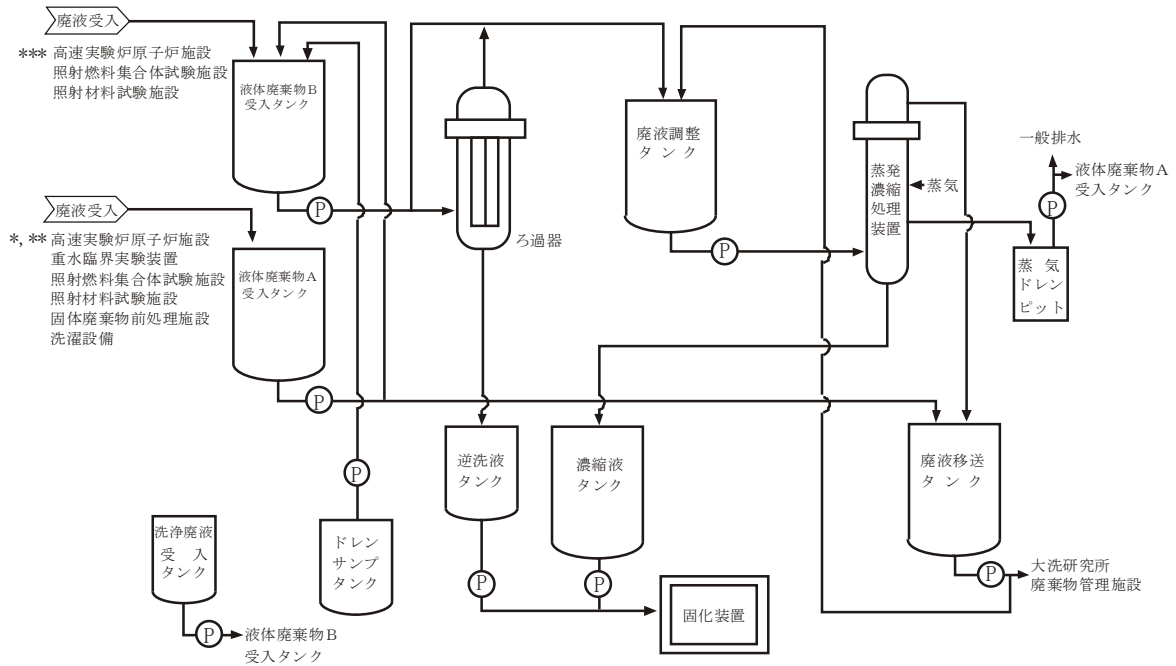 廃液受入
*** 高速実験炉原子炉施設
照射燃料集合体試験施設
照射材料試験施設
液体廃棄物B
受入タンク
P
ろ過器
廃液調整
タンク
P
蒸発
濃縮
処理
装置
蒸気
一般排水
液体廃棄物A
受入タンク
P
蒸気
ドレン
ピット
廃液受入
*, ** 高速実験炉原子炉施設
重水臨界実験装置
照射燃料集合体試験施設
照射材料試験施設
固体廃棄物前処理施設
洗濯設備
液体廃棄物A
受入タンク
P
P
逆洗液
タンク
濃縮液
タンク
廃液移送
タンク
洗浄廃液
受入
タンク
ドレン
サンプ
タンク
P
P
P
大洗研究所
廃棄物管理施設
固化装置
P
液体廃棄物B
受入タンク